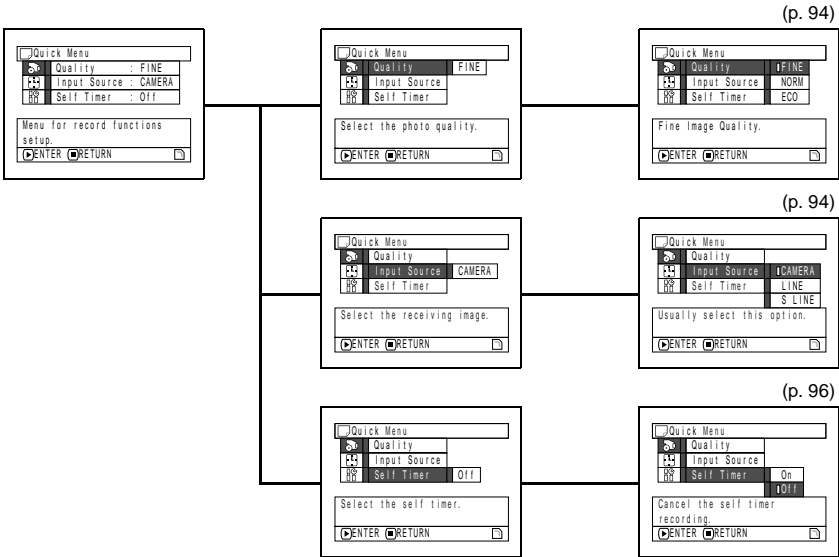 (p. 94)
Quick Menu
Quality : FINE
Input Source : CAMERA
Self Timer : Off
Menu for record functions
setup.
ENTER RETURN
Quick Menu
Quality FINE
Input Source
Self Timer
Select the photo quality.
ENTER RETURN
Quick Menu
Quality FINE
Input Source NORM
Self Timer ECO
Fine Image Quality.
ENTER RETURN
(p. 94)
Quick Menu
Quality
Input Source CAMERA
Self Timer
Select the receiving image.
ENTER RETURN
Quick Menu
Quality
Input Source CAMERA
Self Timer LINE
S LINE
Usually select this option.
ENTER RETURN
(p. 96)
Quick Menu
Quality
Input Source
Self Timer Off
Select the self timer.
ENTER RETURN
Quick Menu
Quality
Input Source
Self Timer On
Off
Cancel the self timer
recording.
ENTER RETURN